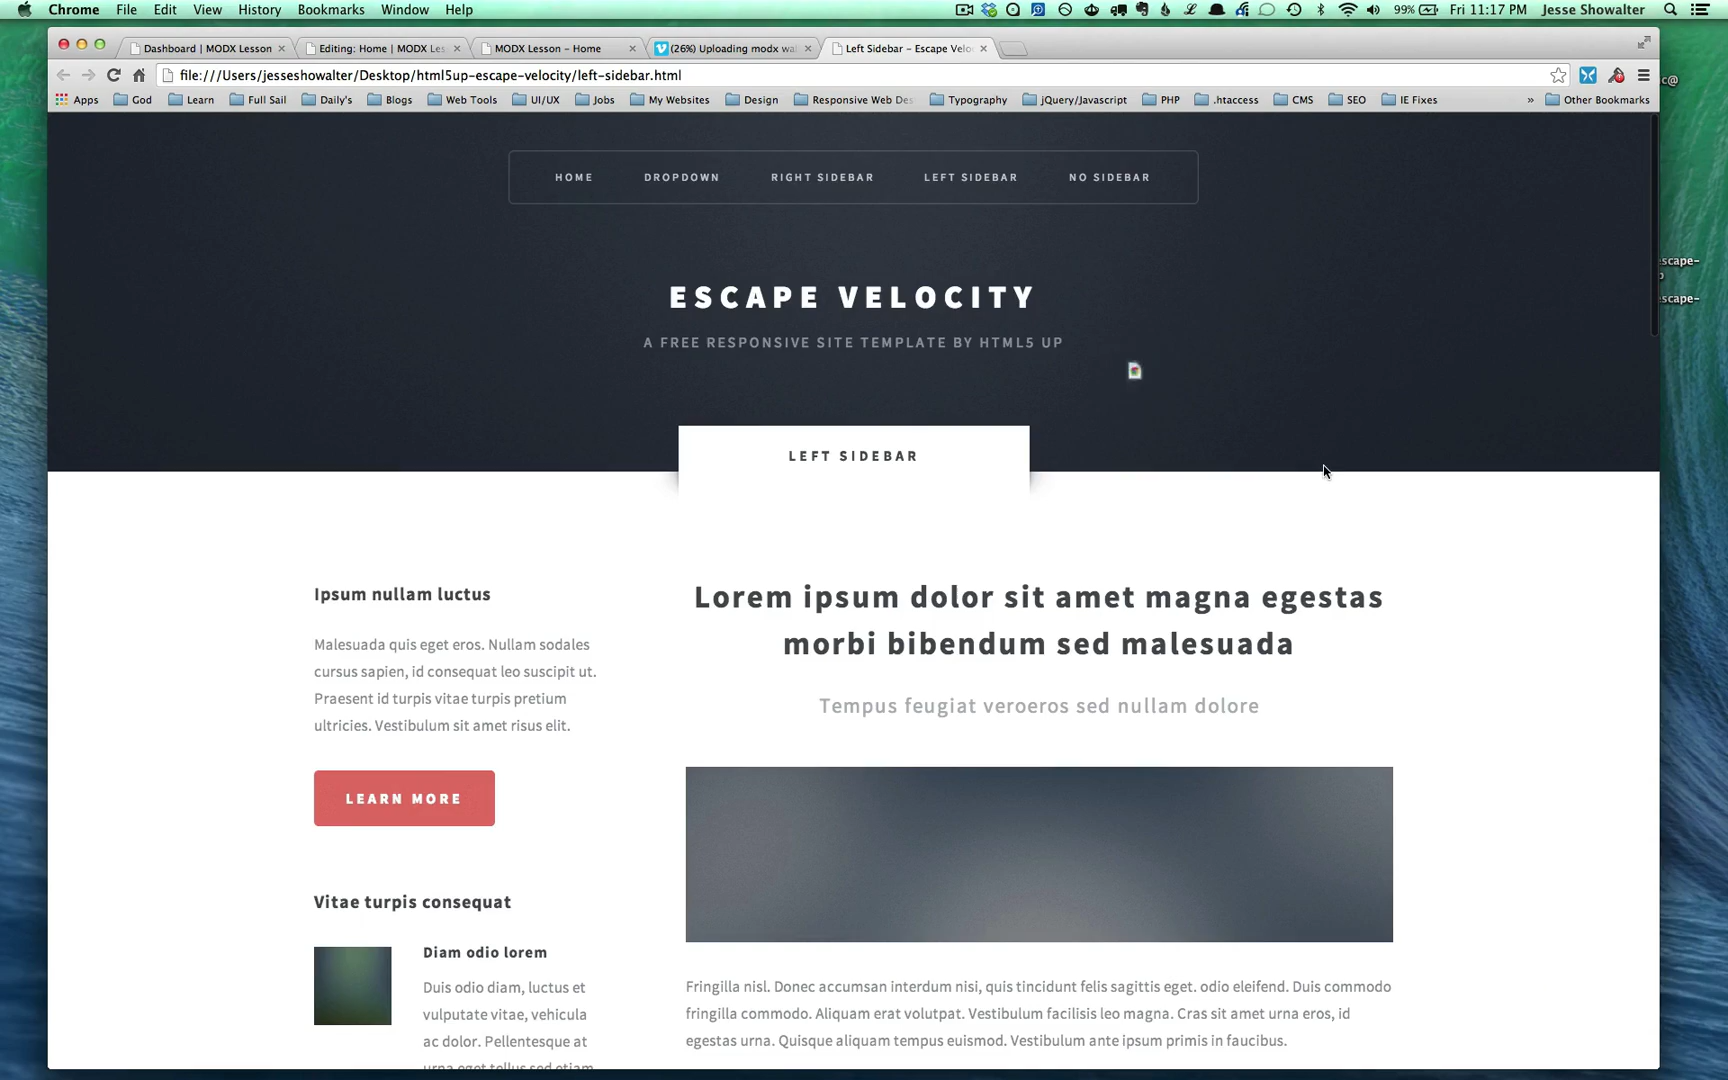 Chrome File Edit View History Bookmarks Window Help 99% Fri 11:17 PM Jesse Showalter
Dashboard | MODX Lesson Editing: Home | MODX Les MODX Lesson – Home (26%) Uploading modx wal Left Sidebar – Escape Velo
file:///Users/jesseshowalter/Desktop/html5up-escape-velocity/left-sidebar.html
Apps God Learn Full Sail Daily's Blogs Web Tools UI/UX Jobs My Websites Design Responsive Web Des Typography jQuery/Javascript PHP .htaccess CMS SEO IE Fixes » Other Bookmarks
HOME DROPDOWN RIGHT SIDEBAR LEFT SIDEBAR NO SIDEBAR
scape-
scape-
ESCAPE VELOCITY
A FREE RESPONSIVE SITE TEMPLATE BY HTML5 UP
LEFT SIDEBAR
Ipsum nullam luctus
Malesuada quis eget eros. Nullam sodales
cursus sapien, id consequat leo suscipit ut.
Praesent id turpis vitae turpis pretium
ultricies. Vestibulum sit amet risus elit.
LEARN MORE
Vitae turpis consequat
Diam odio lorem
Duis odio diam, luctus et
vulputate vitae, vehicula
ac dolor. Pellentesque at
urna eget tellus sed etiam
Lorem ipsum dolor sit amet magna egestas
morbi bibendum sed malesuada
Tempus feugiat veroeros sed nullam dolore
Fringilla nisl. Donec accumsan interdum nisi, quis tincidunt felis sagittis eget. odio eleifend. Duis commodo
fringilla commodo. Aliquam erat volutpat. Vestibulum facilisis leo magna. Cras sit amet urna eros, id
egestas urna. Quisque aliquam tempus euismod. Vestibulum ante ipsum primis in faucibus.